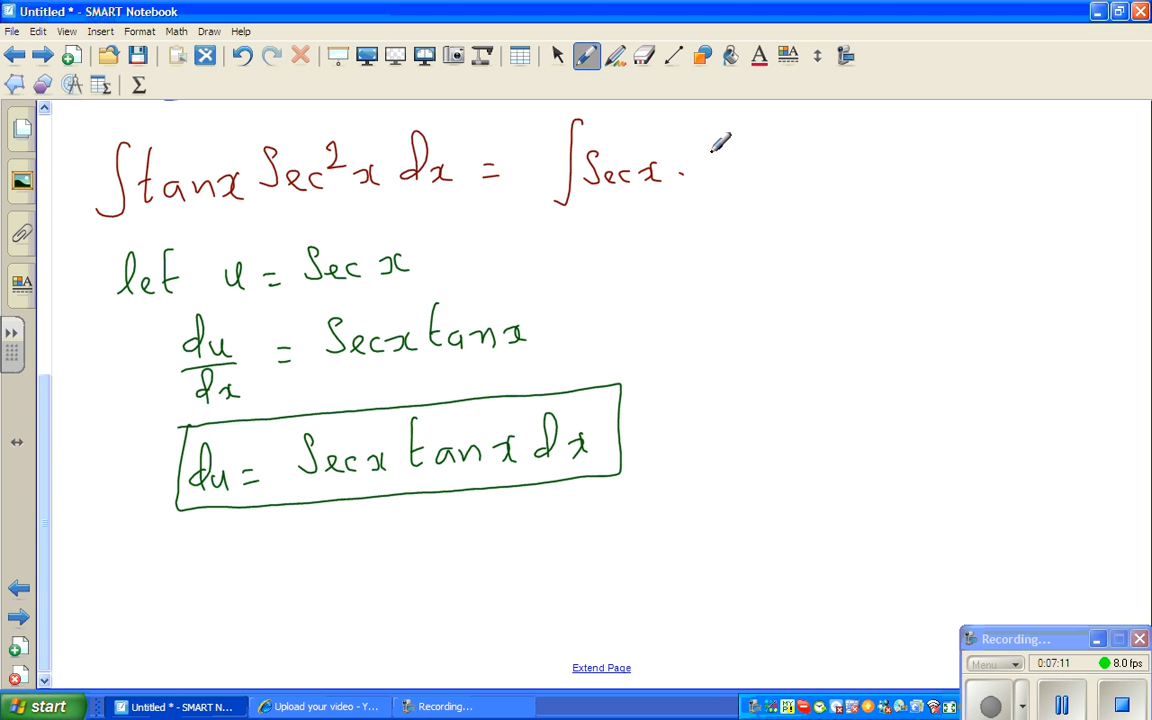 Untitled * - SMART Notebook
File Edit View Insert Format Math Draw Help
∫tanx Sec²x dx = ∫Secx .
let u = Sec x
du/dx = Secx tanx
du = Secx tanx dx
Extend Page
Recording...
Menu 0:07:11 8.0 fps
start Untitled * - SMART N... Upload your video - Y... Recording...